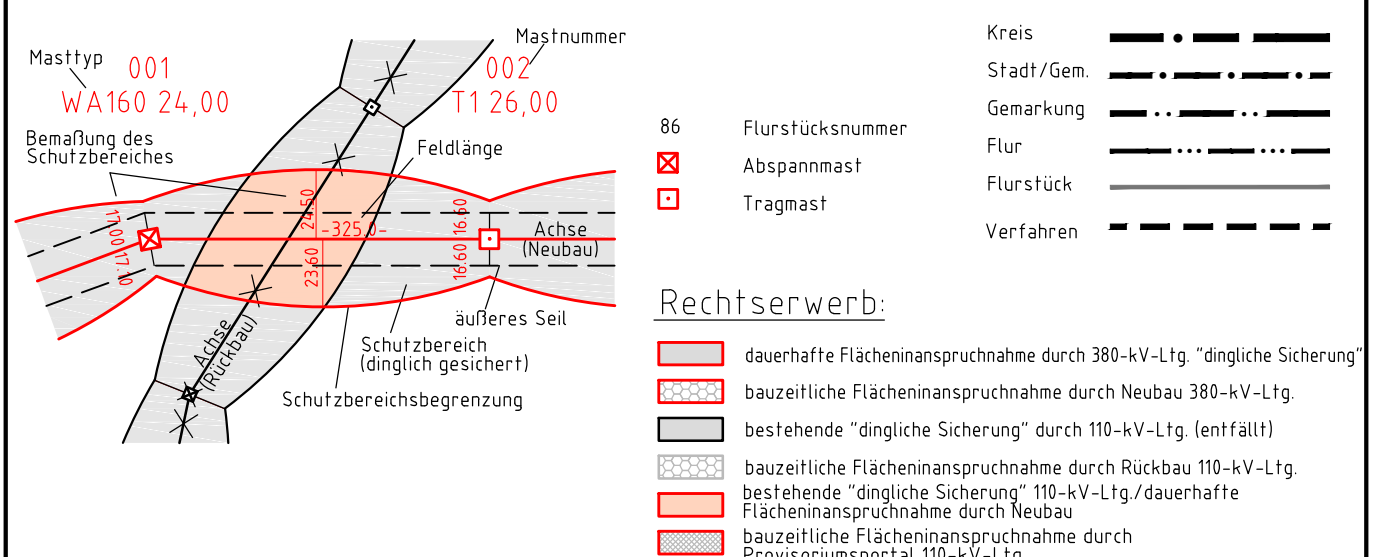 Masttyp
001
WA160 24,00
Mastnummer
002
T1 26,00
Bemaßung des
Schutzbereiches
Feldlänge
17.00
17.10
24.50
-325.0-
23.60
16.60
16.60
Achse
(Neubau)
äußeres Seil
Achse
(Rückbau)
Schutzbereich
(dinglich gesichert)
Schutzbereichsbegrenzung
86 Flurstücksnummer
Abspannmast
Tragmast
Kreis
Stadt/Gem.
Gemarkung
Flur
Flurstück
Verfahren
Rechtserwerb:
dauerhafte Flächeninanspruchnahme durch 380-kV-Ltg. "dingliche Sicherung"
bauzeitliche Flächeninanspruchnahme durch Neubau 380-kV-Ltg.
bestehende "dingliche Sicherung" durch 110-kV-Ltg. (entfällt)
bauzeitliche Flächeninanspruchnahme durch Rückbau 110-kV-Ltg.
bestehende "dingliche Sicherung" 110-kV-Ltg./dauerhafte
Flächeninanspruchnahme durch Neubau
bauzeitliche Flächeninanspruchnahme durch
Provisoriumsportal 110-kV-Ltg.